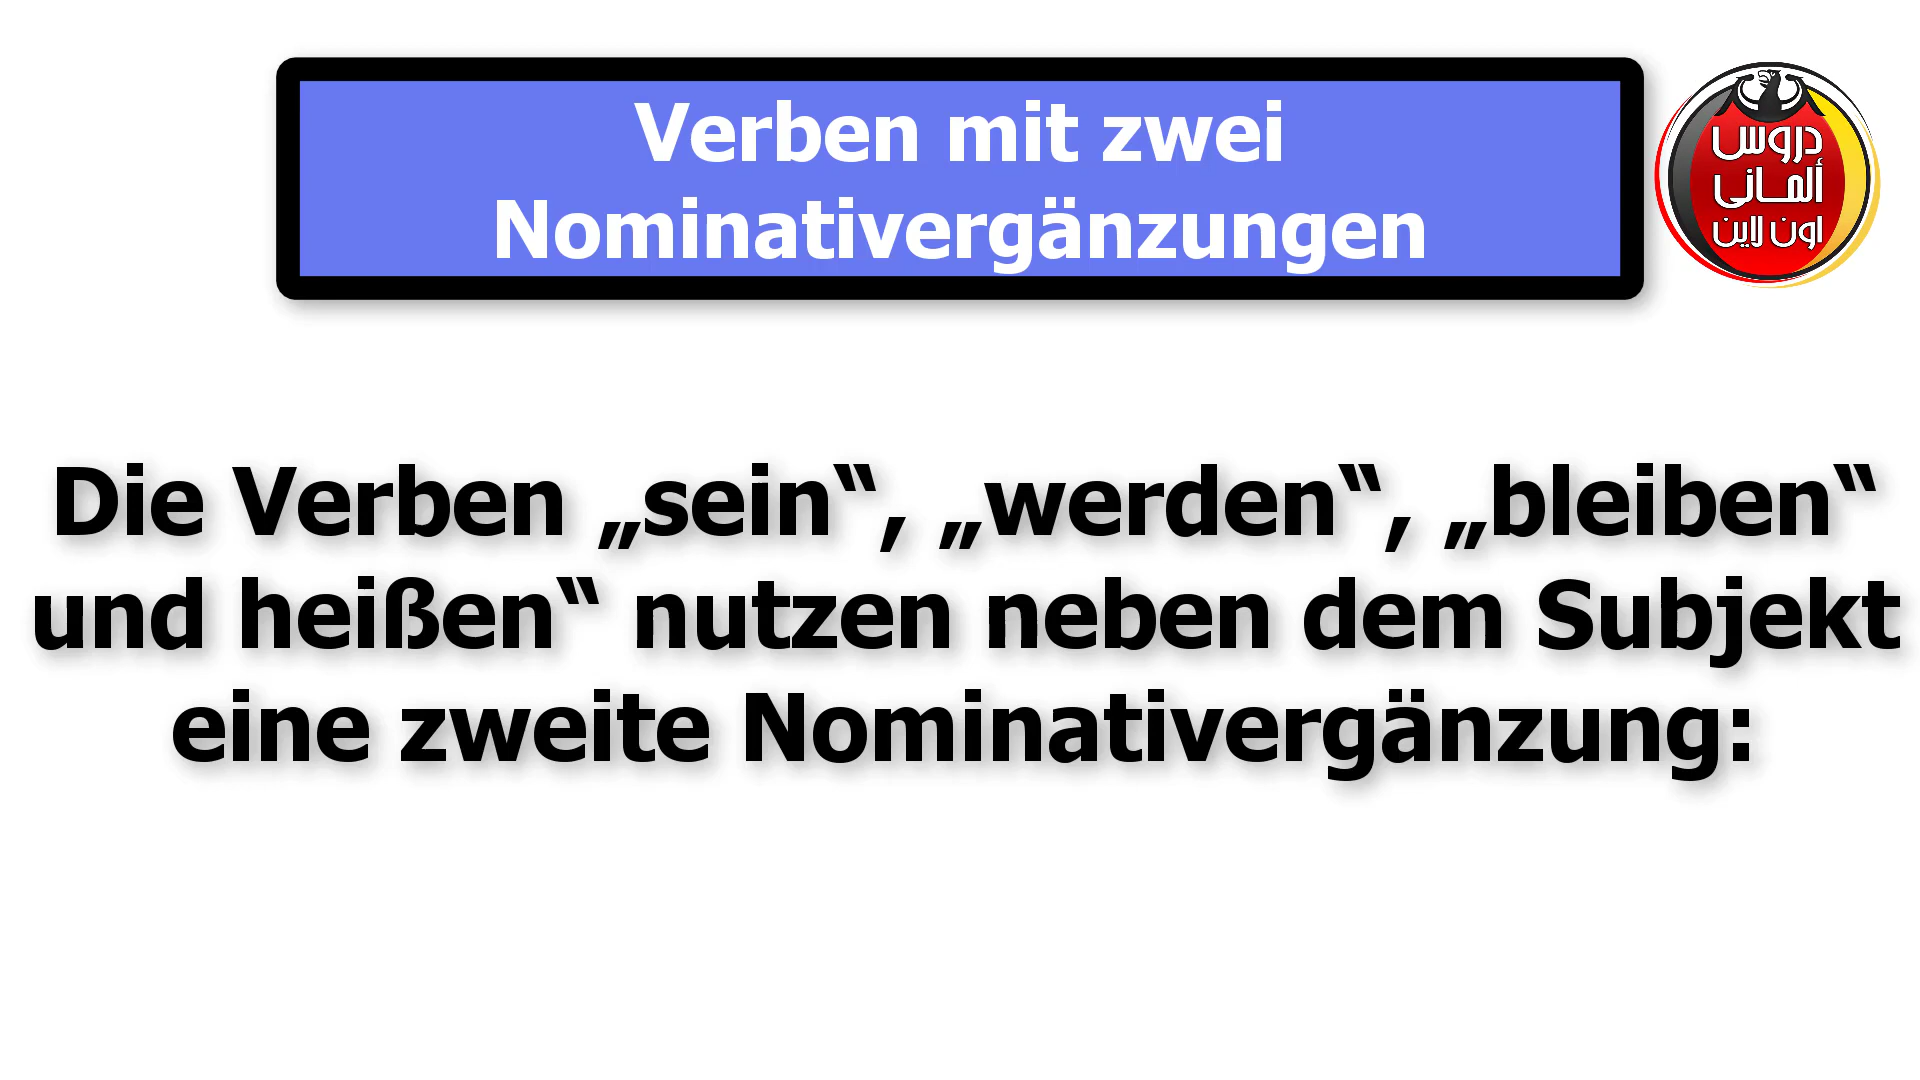 Verben mit zwei
Nominativergänzungen
دروس
ألمانى
اون لاين
Die Verben „sein“, „werden“, „bleiben“
und heißen“ nutzen neben dem Subjekt
eine zweite Nominativergänzung: